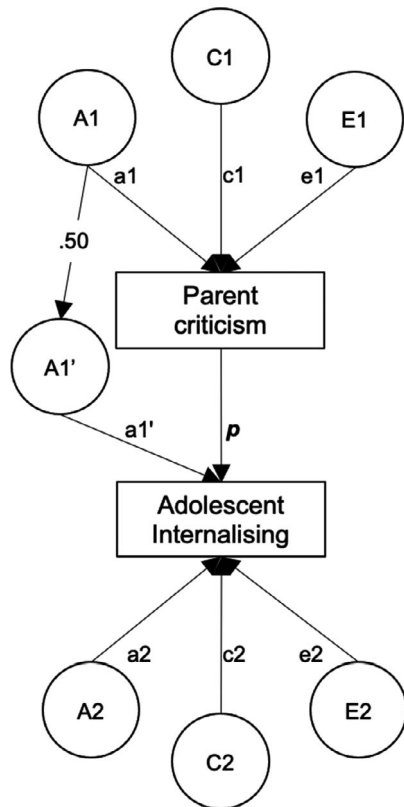 C1
A1
E1
a1
c1
e1
.50
Parent
criticism
A1’
a1'
p
Adolescent
Internalising
a2
c2
e2
A2
E2
C2